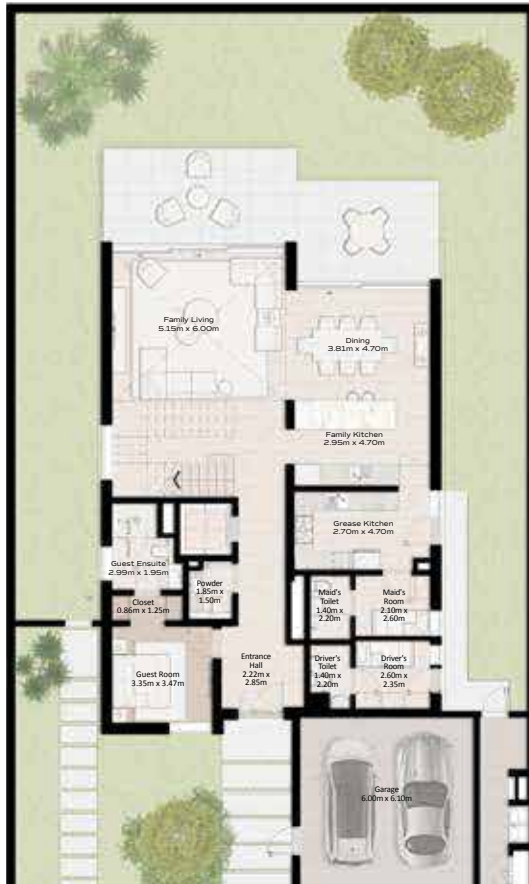 Family Living
5.15m x 6.00m
Dining
3.81m x 4.70m
Family Kitchen
2.95m x 4.70m
Grease Kitchen
2.70m x 4.70m
Guest Ensuite
2.99m x 1.95m
Powder
1.85m x
1.50m
Closet
0.86m x 1.25m
Maid's
Toilet
1.40m x
2.20m
Maid's
Room
2.10m x
2.60m
Guest Room
3.35m x 3.47m
Entrance
Hall
2.22m x
2.85m
Driver's
Toilet
1.40m x
2.20m
Driver's
Room
2.60m x
2.35m
Garage
6.00m x 6.10m